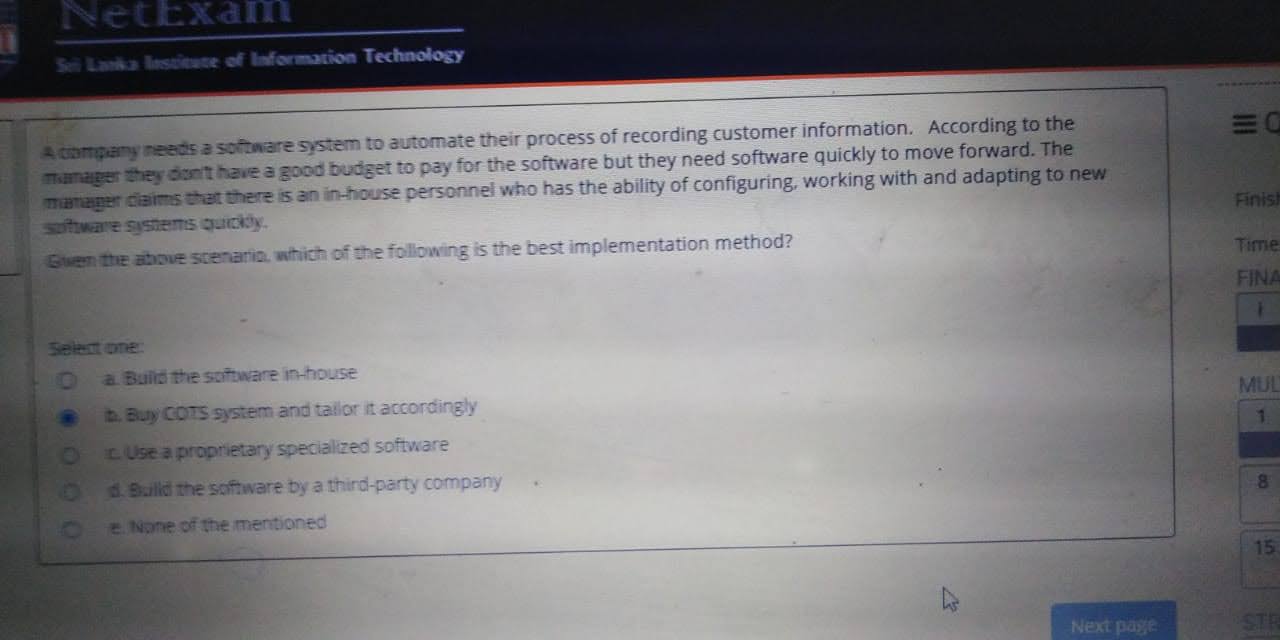 NetExam
Sri Lanka Institute of Information Technology
A company needs a software system to automate their process of recording customer information. According to the
manager they don't have a good budget to pay for the software but they need software quickly to move forward. The
manager claims that there is an in-house personnel who has the ability of configuring, working with and adapting to new
software systems quickly.
Given the above scenario, which of the following is the best implementation method?
Select one:
a. Build the software in-house
b. Buy COTS system and tailor it accordingly
c. Use a proprietary specialized software
d. Build the software by a third-party company
e. None of the mentioned
Next page
Finish
Time
FINA
i
MUL
1
8
15